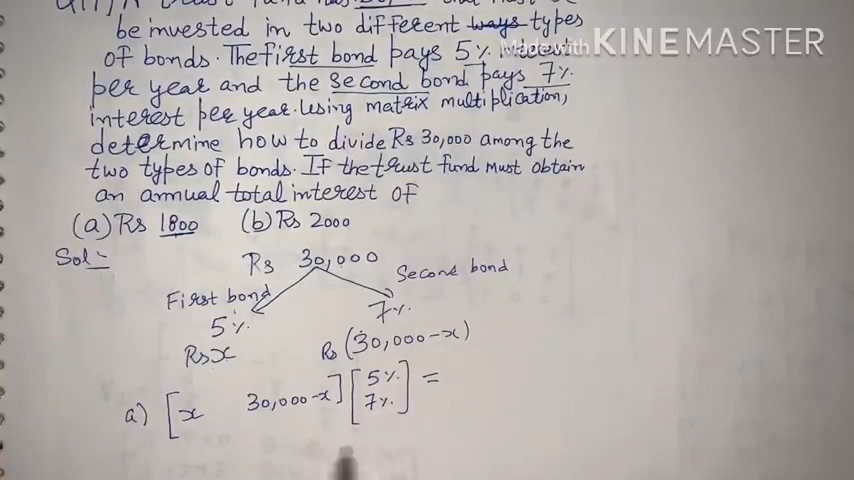 be invested in two different ways types
of bonds. The first bond pays 5%
Made with KINEMASTER
per year and the second bond pays 7%
interest per year. Using matrix multiplication,
determine how to divide Rs 30,000 among the
two types of bonds. If the trust fund must obtain
an annual total interest of
(a) Rs 1800 (b) Rs 2000
Sol:-
Rs 30,000
First bond Second bond
5% 7%
Rs x Rs (30,000-x)
a) [x 30,000-x] [5% 7%] =